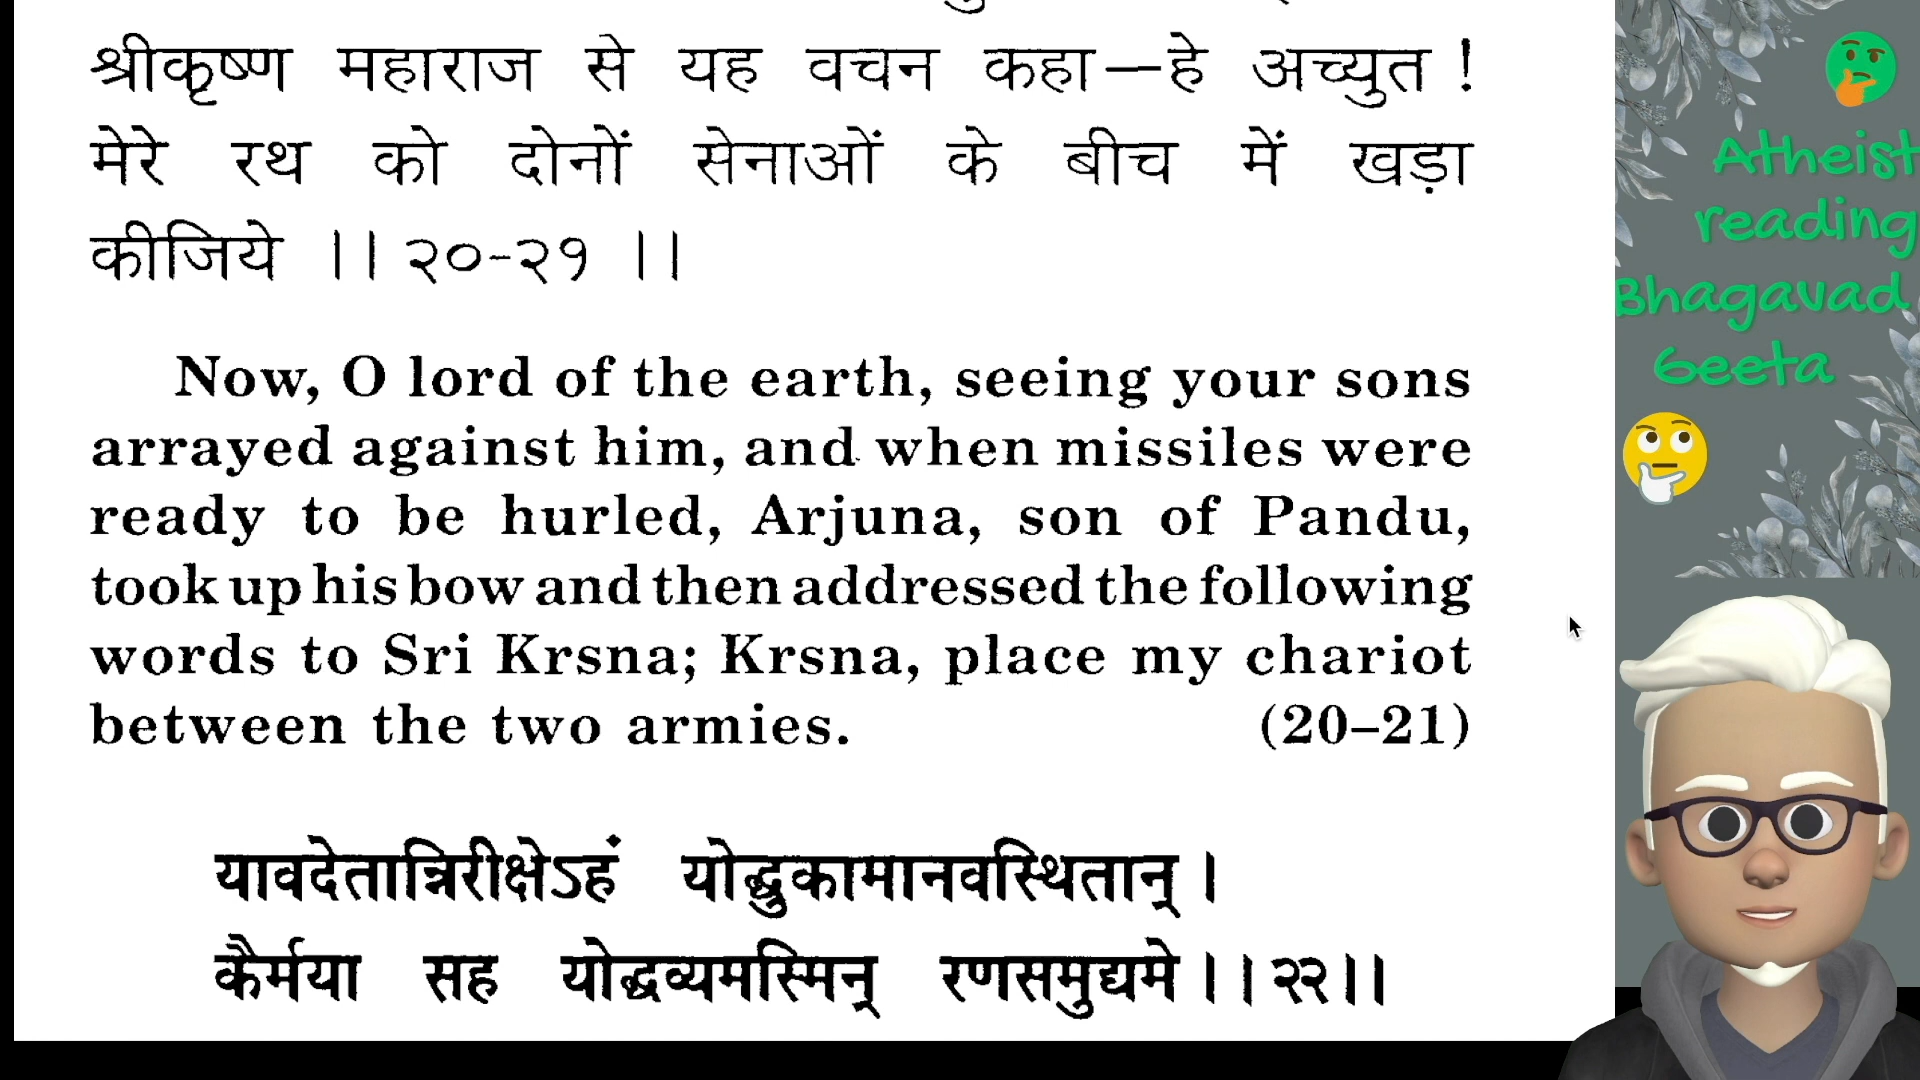 श्रीकृष्ण महाराज से यह वचन कहा—हे अच्युत !
मेरे रथ को दोनों सेनाओं के बीच में खड़ा
कीजिये ।। २०-२१ ।।
Now, O lord of the earth, seeing your sons
arrayed against him, and when missiles were
ready to be hurled, Arjuna, son of Pandu,
took up his bow and then addressed the following
words to Sri Krsna; Krsna, place my chariot
between the two armies. (20–21)
यावदेतान्निरीक्षेऽहं योद्धुकामानवस्थितान् ।
कैर्मया सह योद्धव्यमस्मिन् रणसमुद्यमे ।। २२।।
Atheist
reading
Bhagavad
Geeta